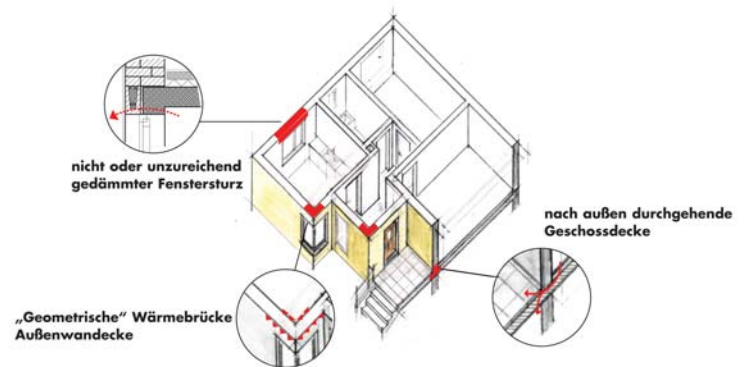 nicht oder unzureichend
gedämmter Fenstersturz
nach außen durchgehende
Geschossdecke
„Geometrische“ Wärmebrücke
Außenwandecke